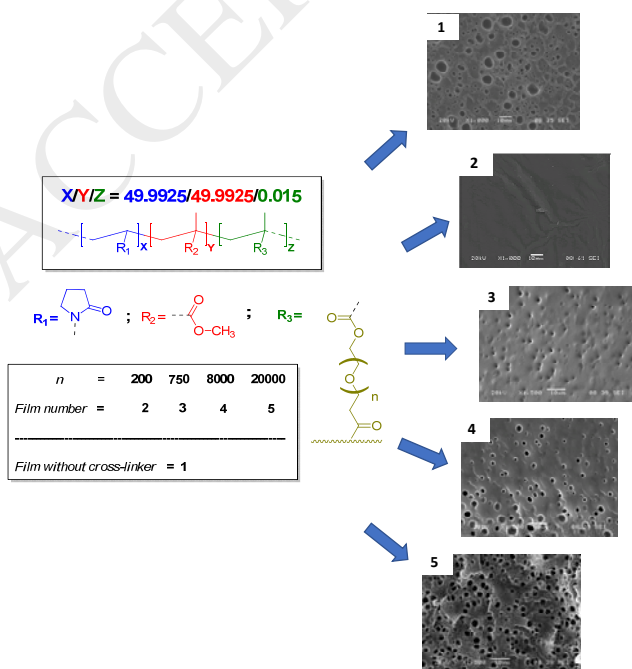 ACCE
1
X/Y/Z = 49.9925/49.9925/0.015
R1 X R2 Y R3 Z
2
R1= N O ; R2= O O CH3 ; R3= O O O n O
3
n = 200 750 8000 20000
Film number = 2 3 4 5
Film without cross-linker = 1
4
5